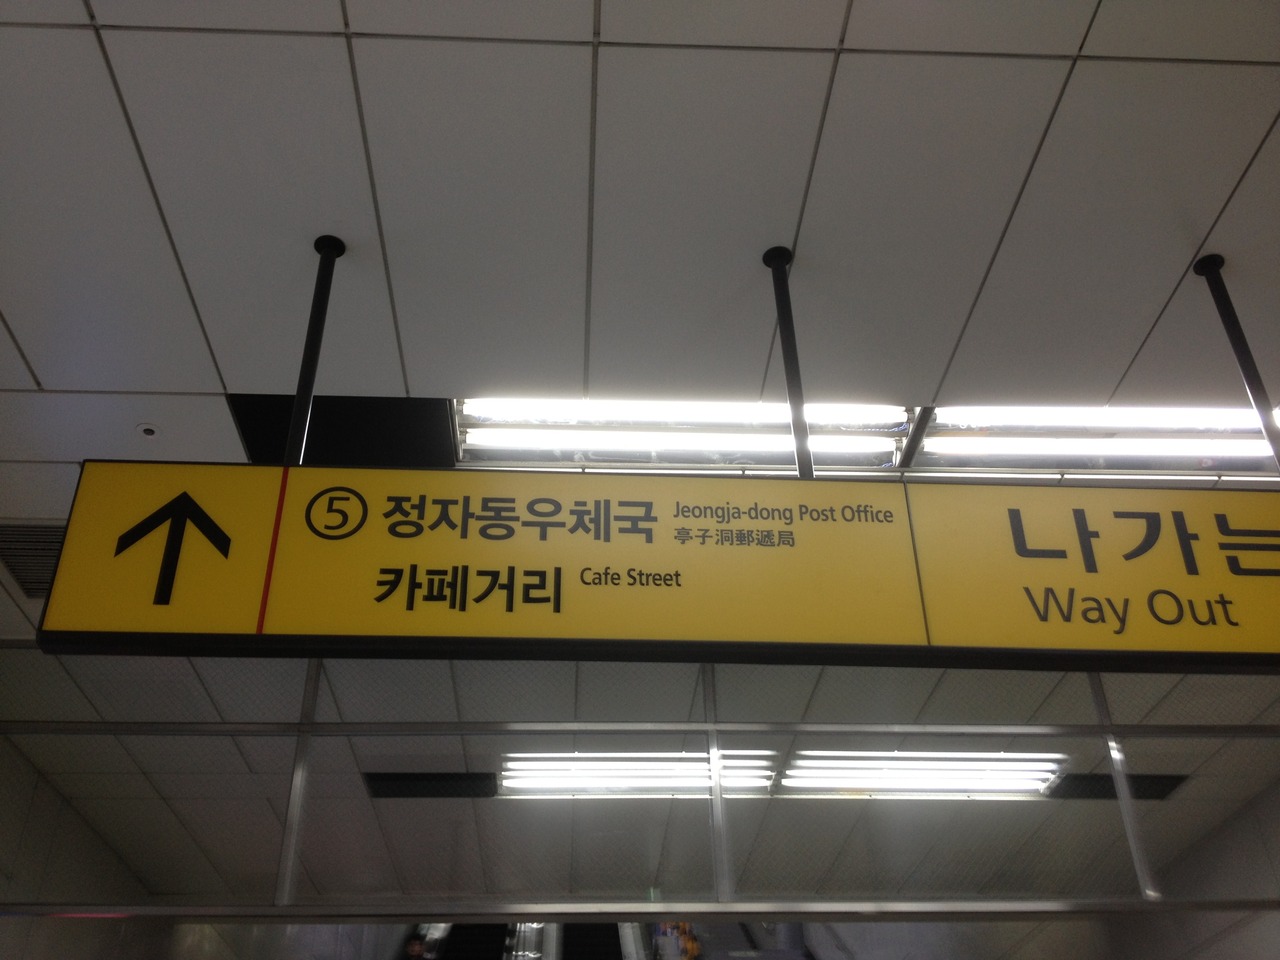 ⑤ 정자동우체국 Jeongja-dong Post Office
亭子洞郵遞局
카페거리 Cafe Street
나가는
Way Out